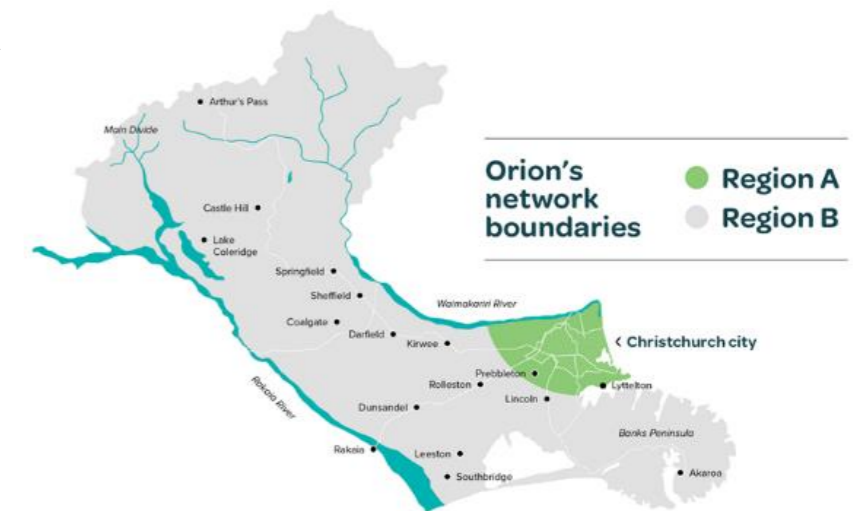 Arthur's Pass
Main Divide
Orion's
network
boundaries
Region A
Region B
Castle Hill
Lake
Coleridge
Springfield
Sheffield
Waimakariri River
Coalgate
Darfield
Kirwee
< Christchurch city
Prebbleton
Rolleston
Lyttelton
Lincoln
Rakaia River
Dunsandel
Banks Peninsula
Rakaia
Leeston
Southbridge
Akaroa